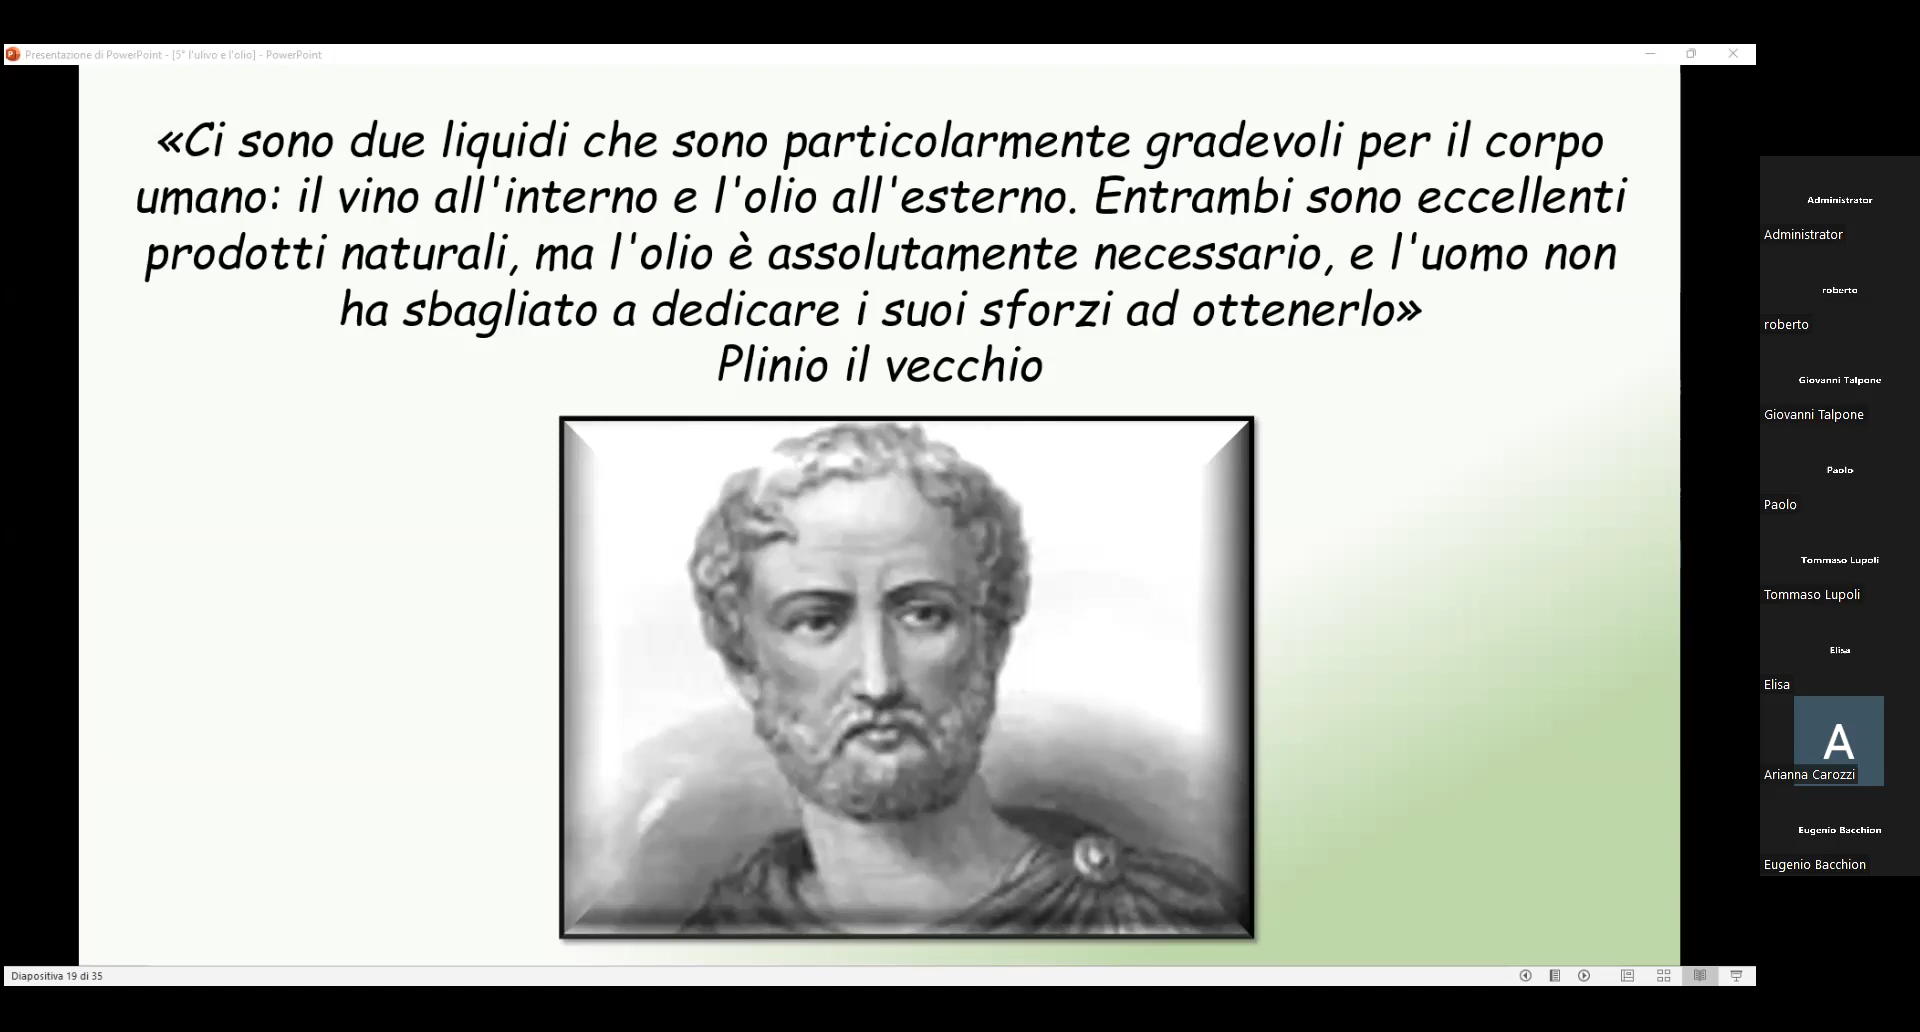 Presentazione di PowerPoint - [5° l'ulivo e l'olio] - PowerPoint
«Ci sono due liquidi che sono particolarmente gradevoli per il corpo
umano: il vino all'interno e l'olio all'esterno. Entrambi sono eccellenti
prodotti naturali, ma l'olio è assolutamente necessario, e l'uomo non
ha sbagliato a dedicare i suoi sforzi ad ottenerlo»
Plinio il vecchio
Diapositiva 19 di 35
Administrator
Administrator
roberto
roberto
Giovanni Talpone
Giovanni Talpone
Paolo
Paolo
Tommaso Lupoli
Tommaso Lupoli
Elisa
Elisa
A
Arianna Carozzi
Eugenio Bacchion
Eugenio Bacchion